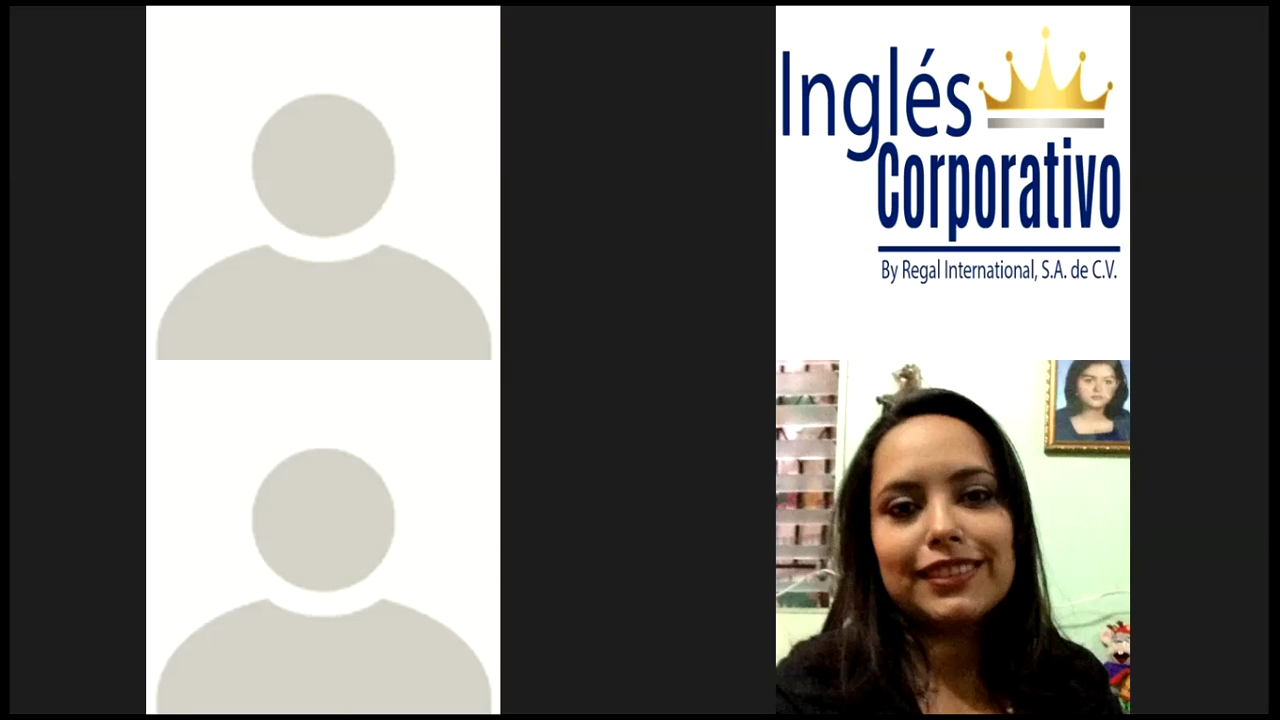 Inglés
Corporativo
By Regal International, S.A. de C.V.